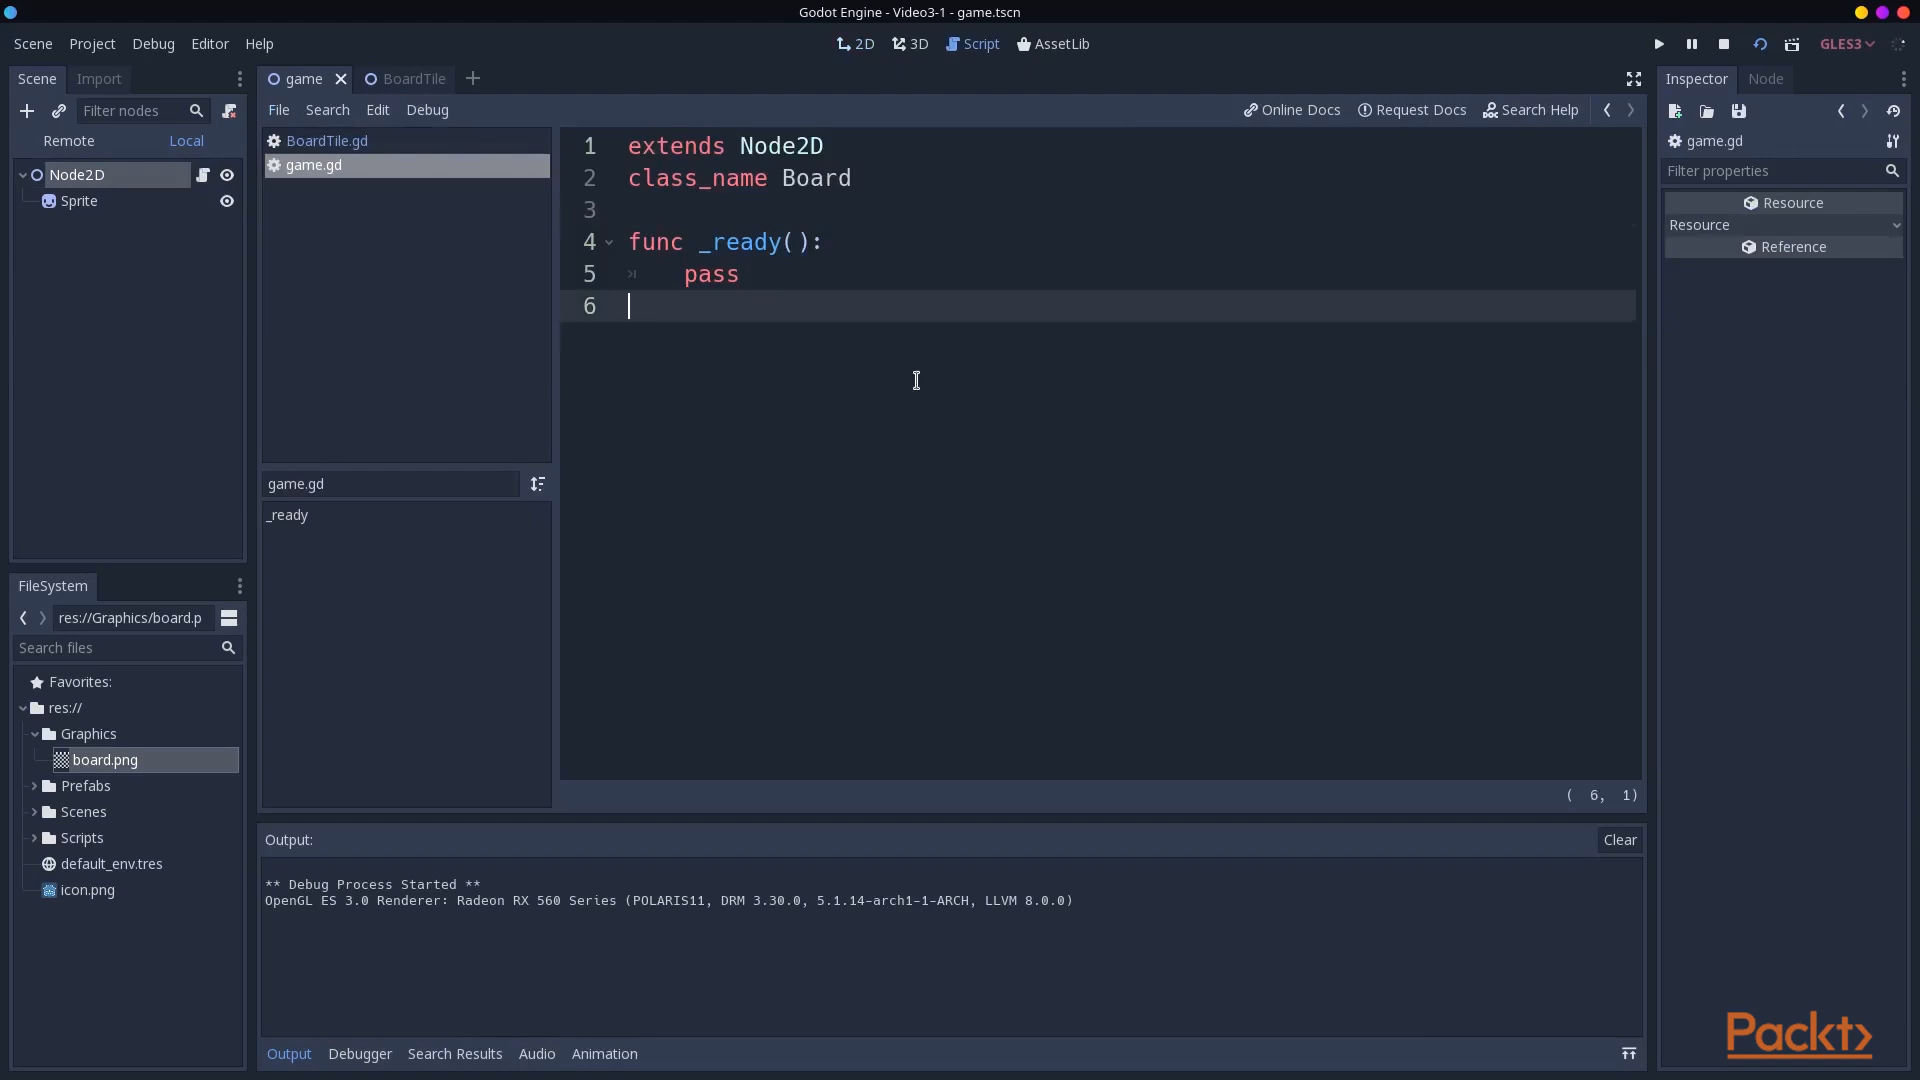 Godot Engine - Video3-1 - game.tscn
Scene Project Debug Editor Help
2D 3D Script AssetLib
GLES3
Scene Import
Filter nodes
Remote Local
Node2D
Sprite
game BoardTile
File Search Edit Debug
Online Docs Request Docs Search Help
BoardTile.gd
game.gd
game.gd
_ready
1 extends Node2D
2 class_name Board
3
4 func _ready():
5 pass
6
( 6, 1)
Inspector Node
game.gd
Filter properties
Resource
Resource
Reference
FileSystem
res://Graphics/board.p
Search files
Favorites:
res://
Graphics
board.png
Prefabs
Scenes
Scripts
default_env.tres
icon.png
Output:
Clear
** Debug Process Started **
OpenGL ES 3.0 Renderer: Radeon RX 560 Series (POLARIS11, DRM 3.30.0, 5.1.14-arch1-1-ARCH, LLVM 8.0.0)
Output Debugger Search Results Audio Animation
Packt>